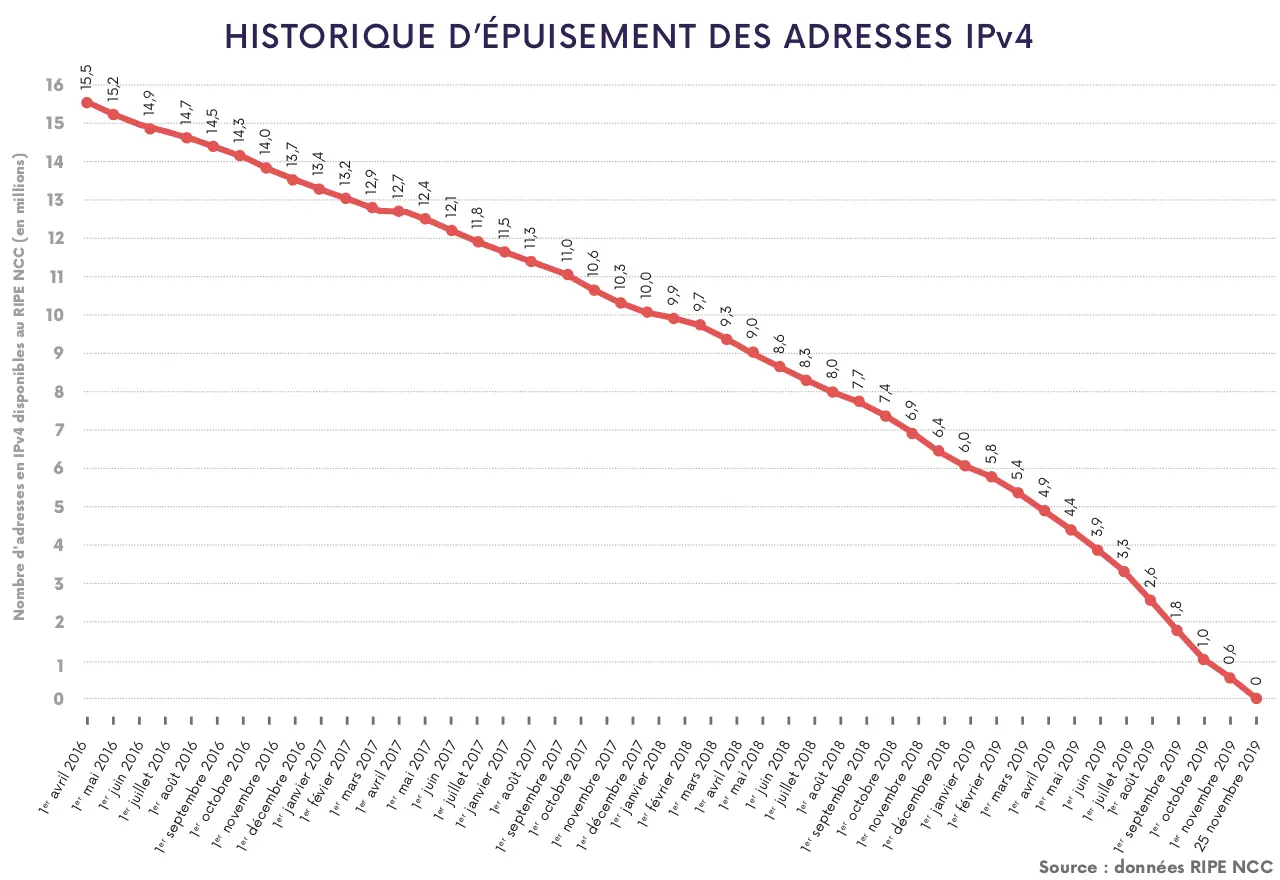 HISTORIQUE D'ÉPUISEMENT DES ADRESSES IPv4
Nombre d'adresses en IPv4 disponibles au RIPE NCC (en millions)
16
15
14
13
12
11
10
9
8
7
6
5
4
3
2
1
0
15,5
15,2
14,9
14,7
14,5
14,3
14,0
13,7
13,4
13,2
12,9
12,7
12,4
12,1
11,8
11,5
11,3
11,0
10,6
10,3
10,0
9,9
9,7
9,3
9,0
8,6
8,3
8,0
7,7
7,4
6,9
6,4
6,0
5,8
5,4
4,9
4,4
3,9
3,3
2,6
1,8
1,0
0,6
0
1er avril 2016
1er mai 2016
1er juin 2016
1er juillet 2016
1er août 2016
1er septembre 2016
1er octobre 2016
1er novembre 2016
1er décembre 2016
1er janvier 2017
1er février 2017
1er mars 2017
1er avril 2017
1er mai 2017
1er juin 2017
1er juillet 2017
1er janvier 2017
1er août 2017
1er septembre 2017
1er octobre 2017
1er novembre 2017
1er décembre 2017
1er janvier 2018
1er février 2018
1er mars 2018
1er avril 2018
1er mai 2018
1er juin 2018
1er juillet 2018
1er août 2018
1er septembre 2018
1er octobre 2018
1er novembre 2018
1er décembre 2018
1er janvier 2019
1er février 2019
1er mars 2019
1er avril 2019
1er mai 2019
1er juin 2019
1er juillet 2019
1er août 2019
1er septembre 2019
1er octobre 2019
1er novembre 2019
25 novembre 2019
Source : données RIPE NCC